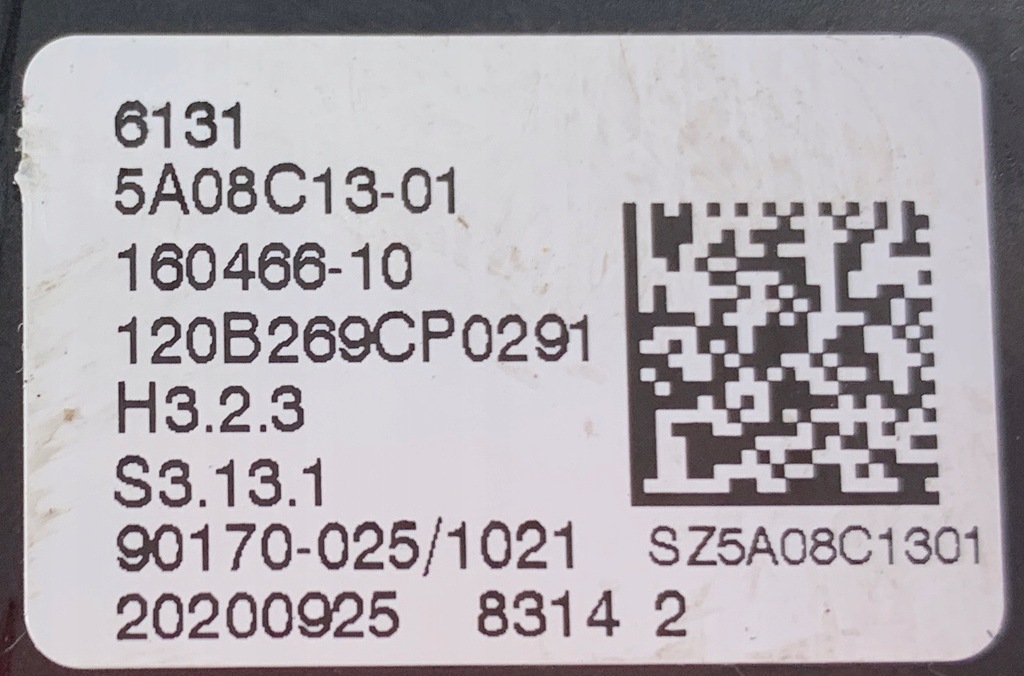 6131
5A08C13-01
160466-10
120B269CP0291
H3.2.3
S3.13.1
90170-025/1021
SZ5A08C1301
20200925 8314 2